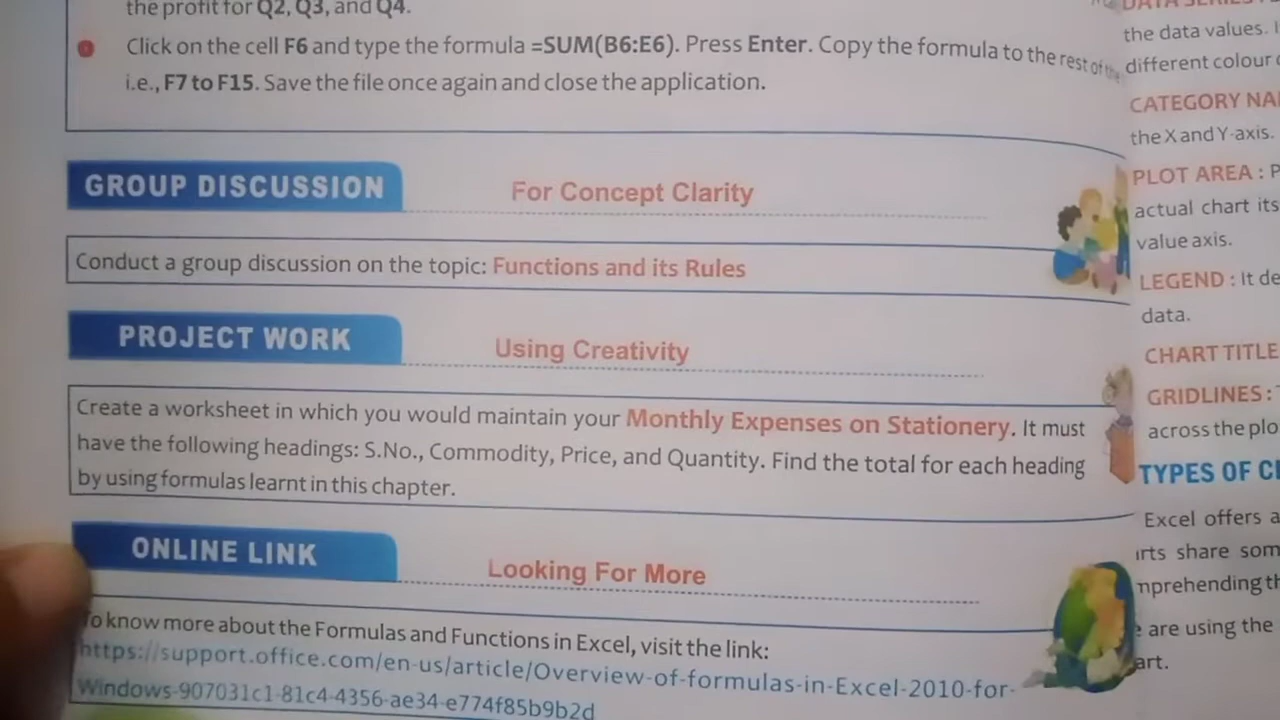 the profit for Q2, Q3, and Q4.
Click on the cell F6 and type the formula =SUM(B6:E6). Press Enter. Copy the formula to the rest of the
i.e., F7 to F15. Save the file once again and close the application.
GROUP DISCUSSION
For Concept Clarity
Conduct a group discussion on the topic: Functions and its Rules
PROJECT WORK
Using Creativity
Create a worksheet in which you would maintain your Monthly Expenses on Stationery. It must
have the following headings: S.No., Commodity, Price, and Quantity. Find the total for each heading
by using formulas learnt in this chapter.
ONLINE LINK
Looking For More
To know more about the Formulas and Functions in Excel, visit the link:
https://support.office.com/en-us/article/Overview-of-formulas-in-Excel-2010-for-
Windows-907031c1-81c4-4356-ae34-e774f85b9b2d
DATA SERIES :
the data values.
different colour
CATEGORY NA
the X and Y-axis.
PLOT AREA : P
actual chart its
value axis.
LEGEND : It de
data.
CHART TITLE
GRIDLINES :
across the plo
TYPES OF
Excel offers a
rts share som
mprehending th
are using the
art.